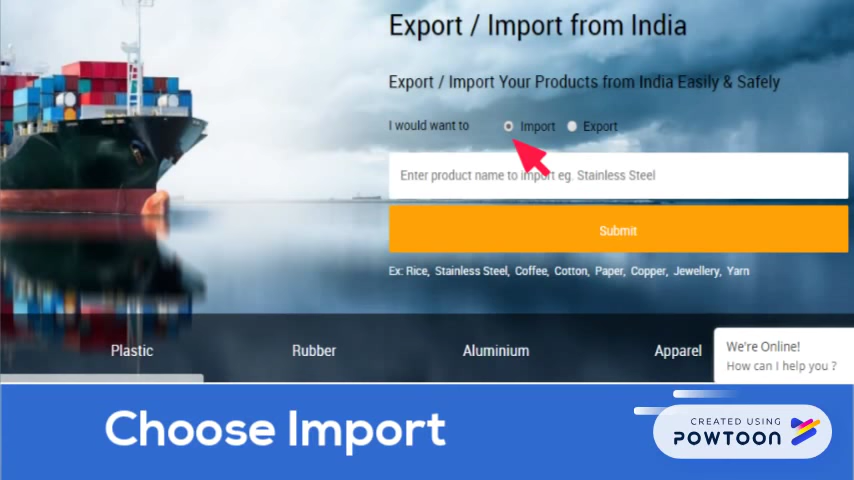 Export / Import from India
Export / Import Your Products from India Easily & Safely
I would want to Import Export
Enter product name to import eg. Stainless Steel
Submit
Ex: Rice, Stainless Steel, Coffee, Cotton, Paper, Copper, Jewellery, Yarn
Plastic Rubber Aluminium Apparel
We're Online!
How can I help you ?
Choose Import
CREATED USING
POWTOON